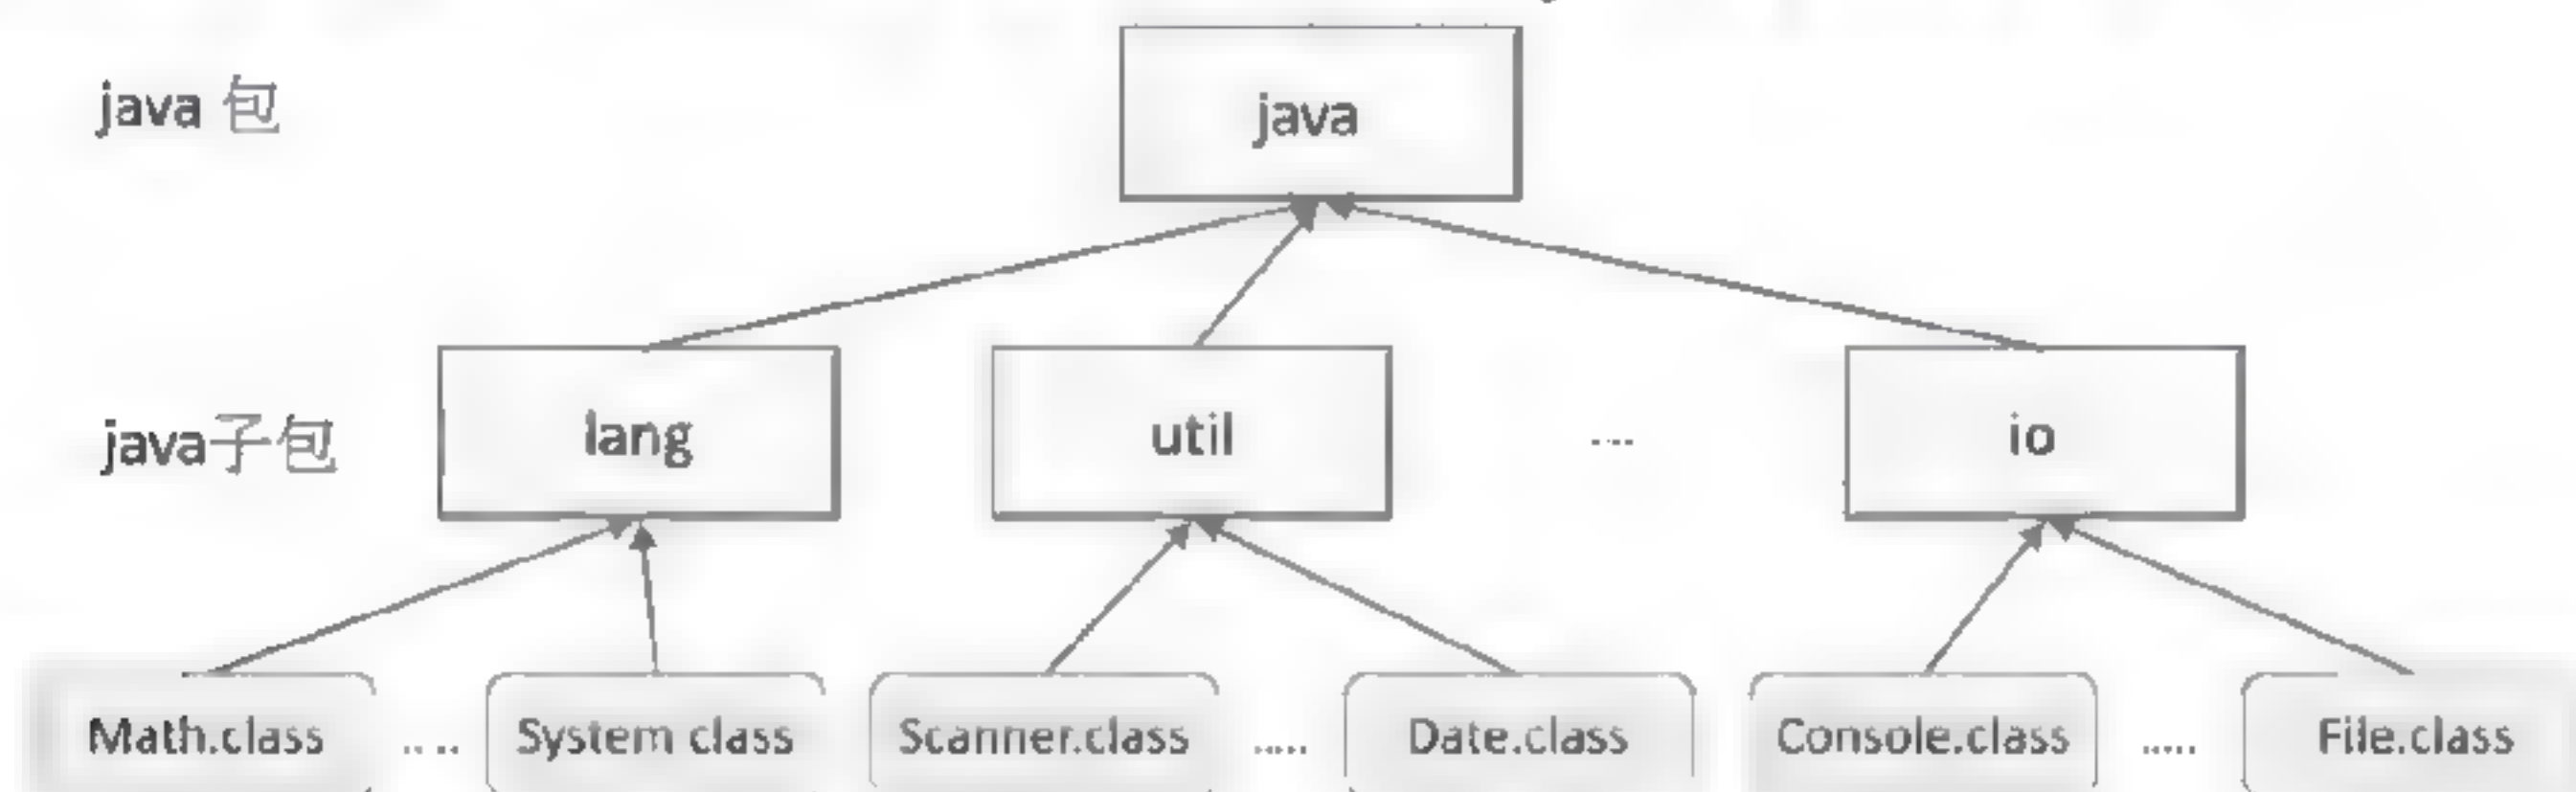 java 包
java
java子包
lang
util
....
io
Math.class
.. ..
System class
Scanner.class
.....
Date.class
Console.class
.....
File.class